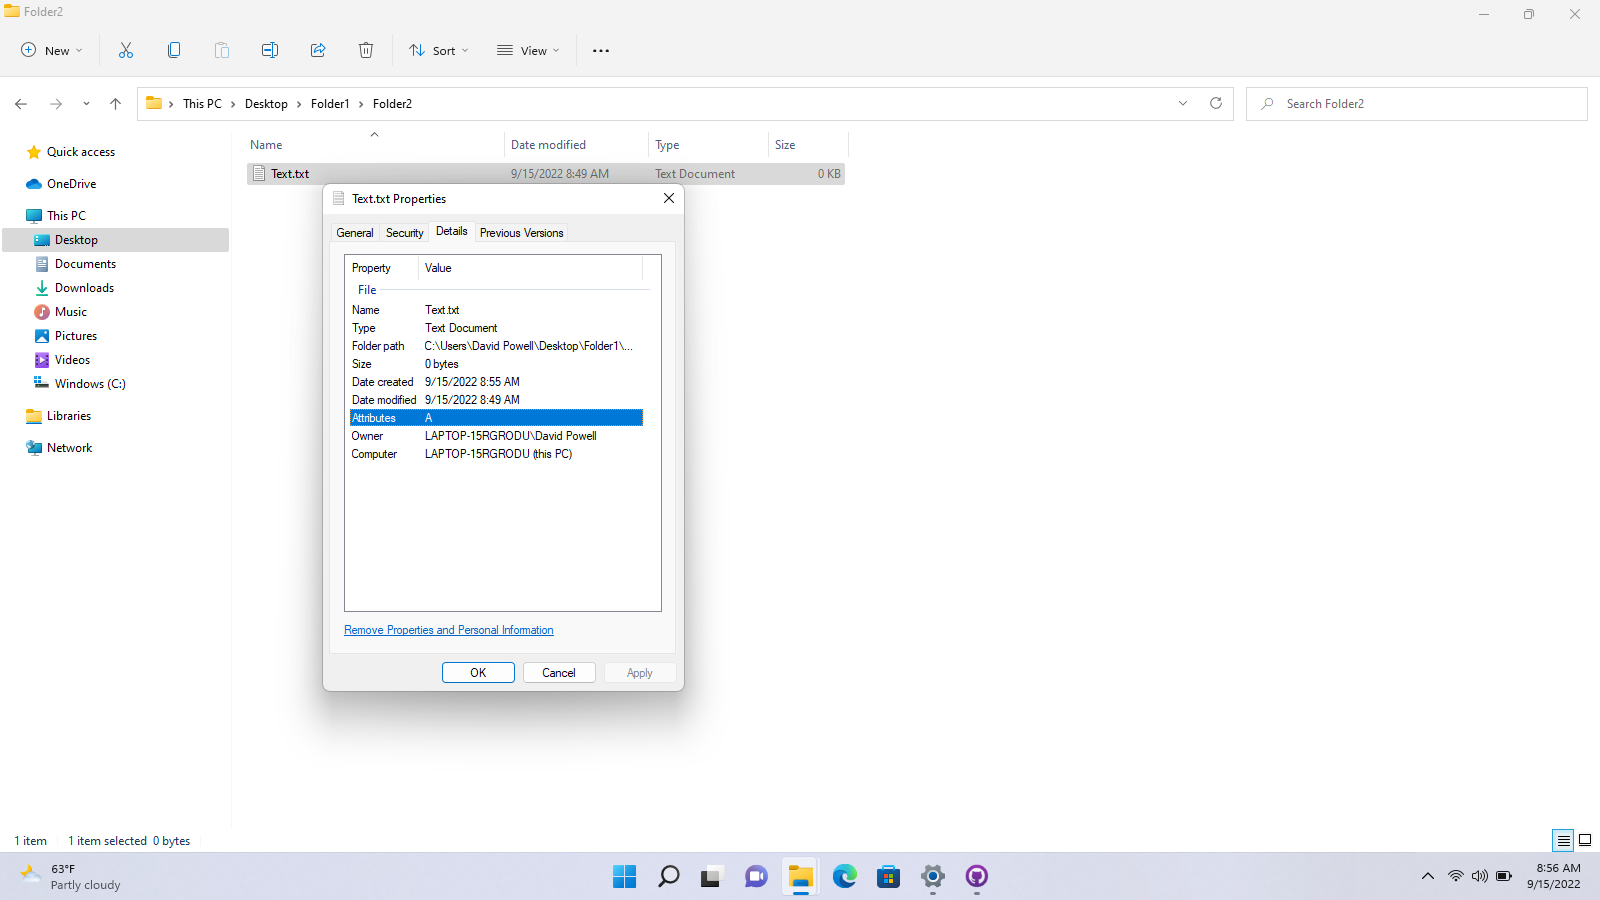 Folder2
New
Sort
View
This PC > Desktop > Folder1 > Folder2
Search Folder2
Quick access
OneDrive
This PC
Desktop
Documents
Downloads
Music
Pictures
Videos
Windows (C:)
Libraries
Network
Name Date modified Type Size
Text.txt 9/15/2022 8:49 AM Text Document 0 KB
Text.txt Properties
General Security Details Previous Versions
Property Value
File
Name Text.txt
Type Text Document
Folder path C:\Users\David Powell\Desktop\Folder1\...
Size 0 bytes
Date created 9/15/2022 8:55 AM
Date modified 9/15/2022 8:49 AM
Attributes A
Owner LAPTOP-15RGRODU\David Powell
Computer LAPTOP-15RGRODU (this PC)
Remove Properties and Personal Information
OK Cancel Apply
1 item 1 item selected 0 bytes
63°F
Partly cloudy
8:56 AM
9/15/2022